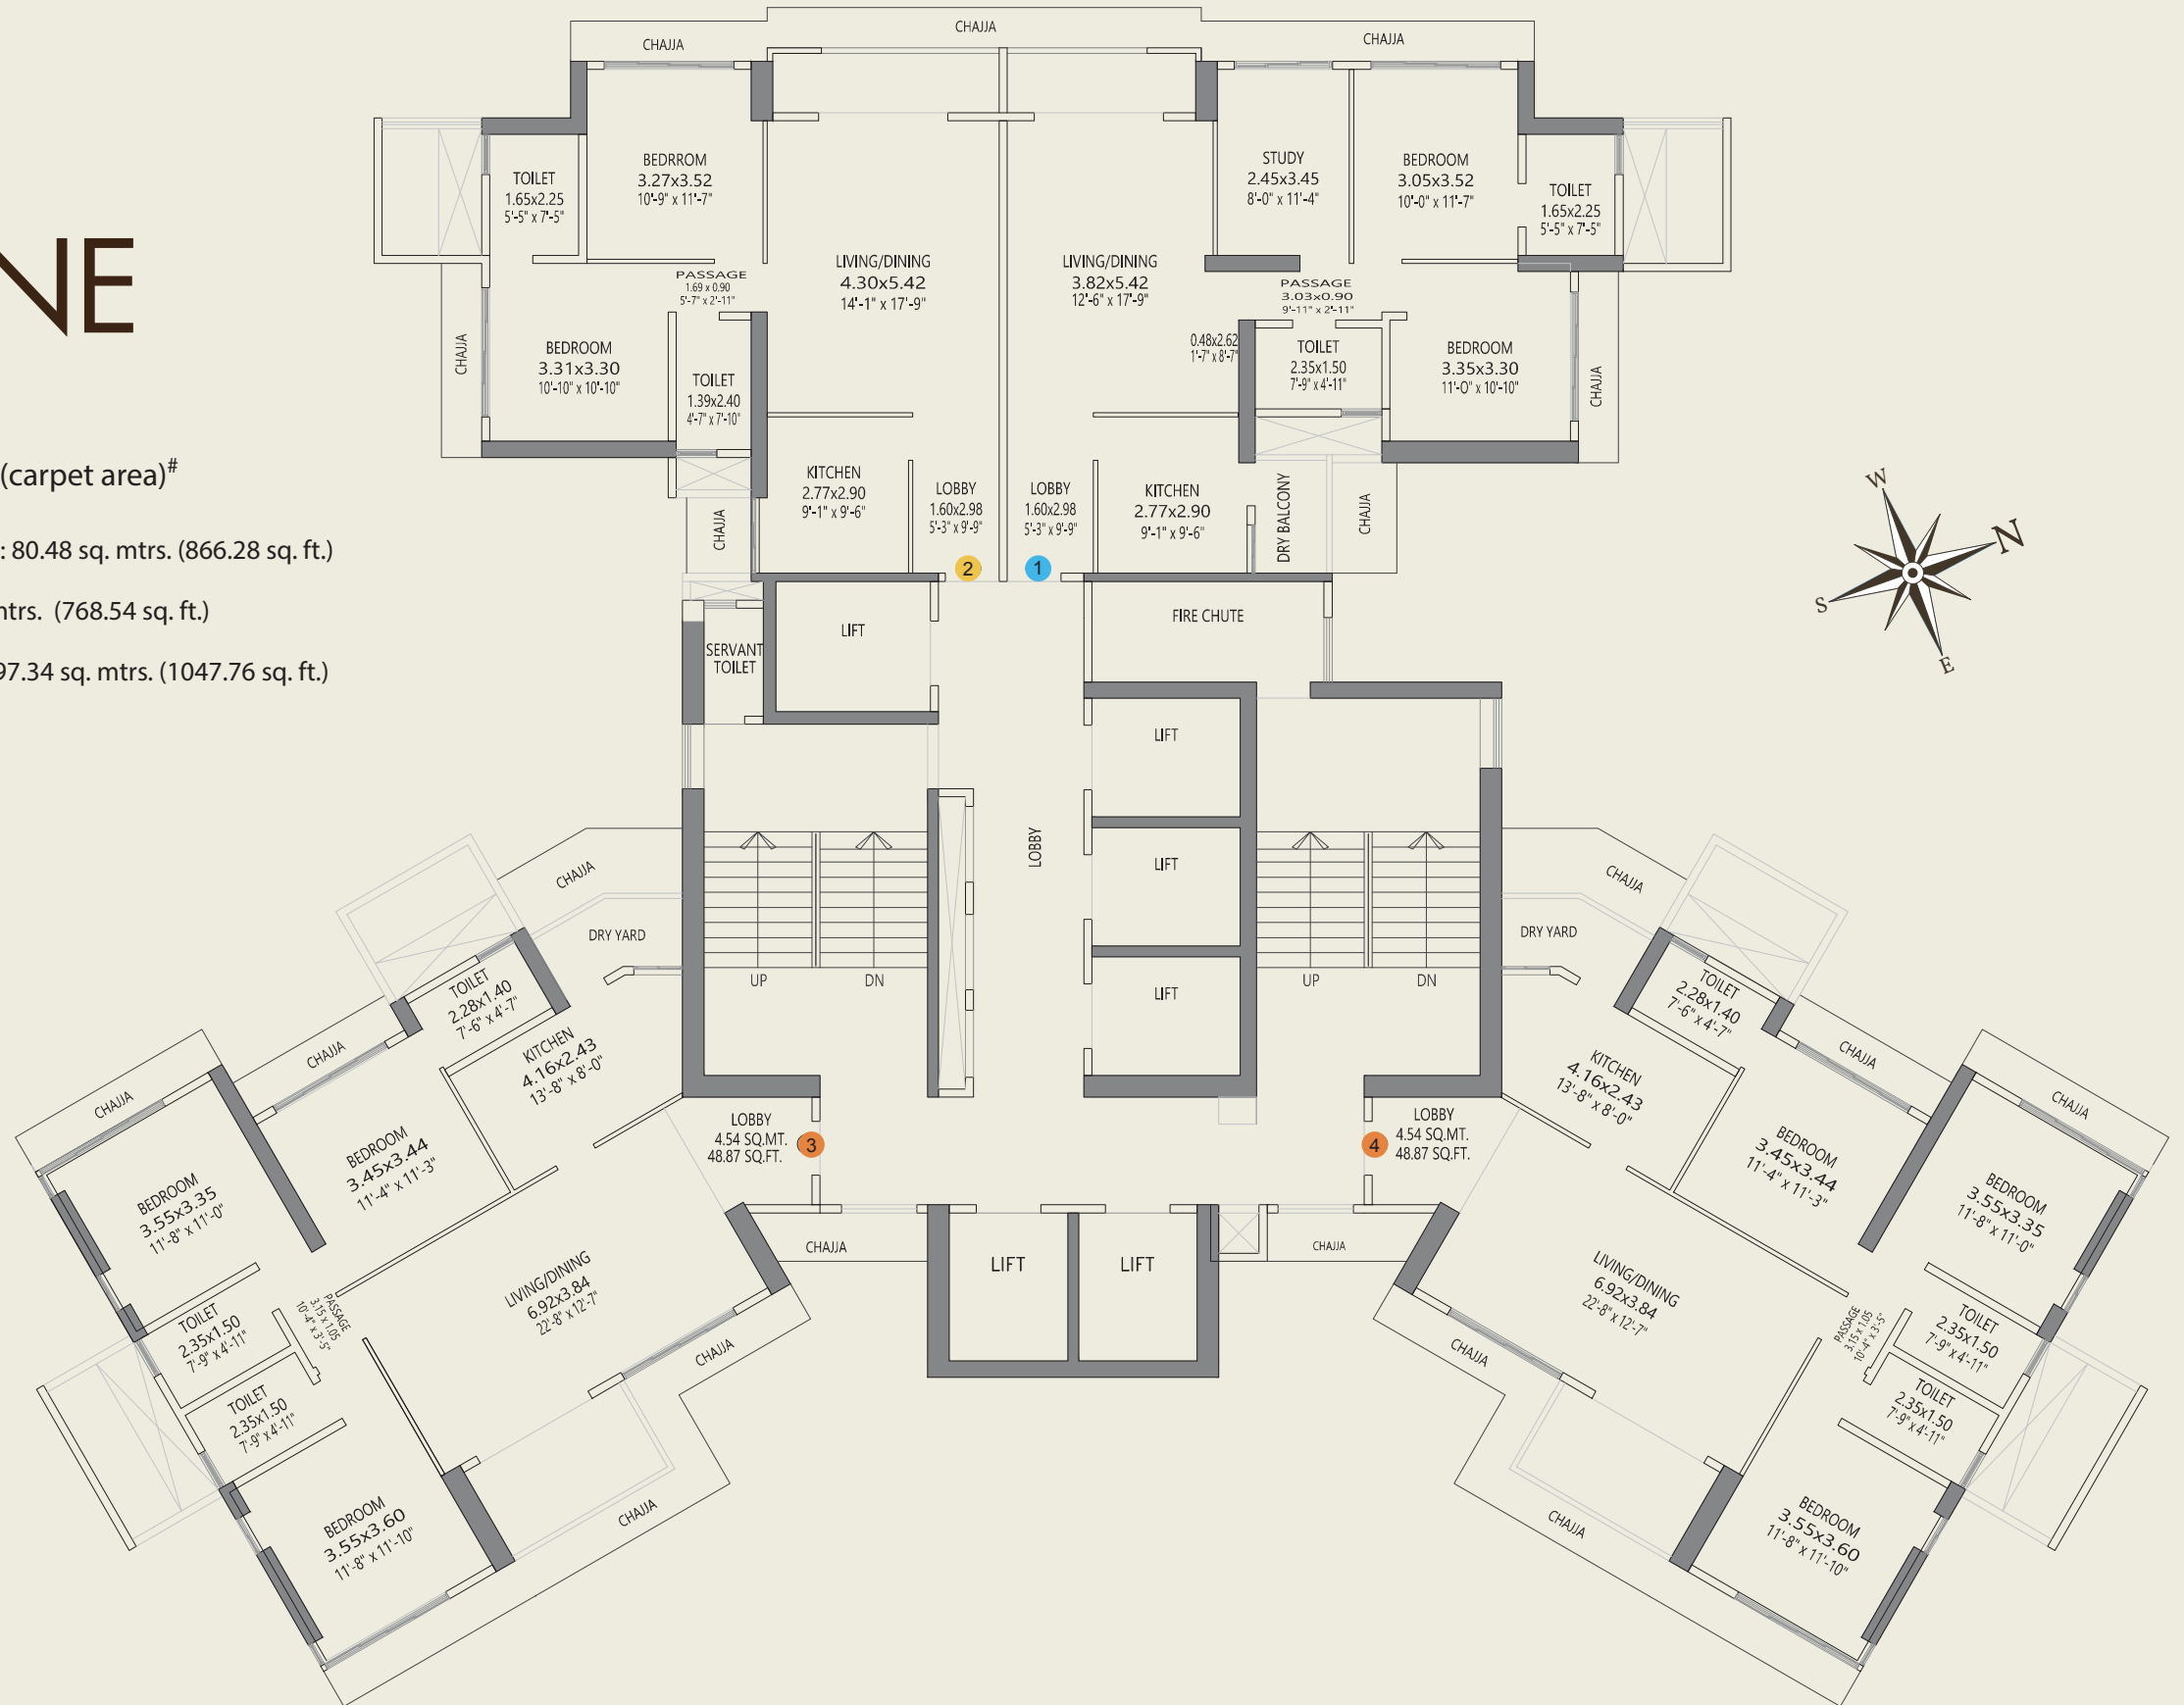 NE
(carpet area)#
: 80.48 sq. mtrs. (866.28 sq. ft.)
mtrs. (768.54 sq. ft.)
97.34 sq. mtrs. (1047.76 sq. ft.)
CHAJJA
CHAJJA
CHAJJA
BEDRROM
3.27x3.52
10'-9" x 11'-7"
TOILET
1.65x2.25
5'-5" x 7'-5"
STUDY
2.45x3.45
8'-0" x 11'-4"
BEDROOM
3.05x3.52
10'-0" x 11'-7"
TOILET
1.65x2.25
5'-5" x 7'-5"
PASSAGE
1.69 x 0.90
5'-7" x 2'-11"
LIVING/DINING
4.30x5.42
14'-1" x 17'-9"
LIVING/DINING
3.82x5.42
12'-6" x 17'-9"
PASSAGE
3.03x0.90
9'-11" x 2'-11"
CHAJJA
BEDROOM
3.31x3.30
10'-10" x 10'-10"
TOILET
1.39x2.40
4'-7" x 7'-10"
0.48x2.62
1'-7" x 8'-7"
TOILET
2.35x1.50
7'-9" x 4'-11"
BEDROOM
3.35x3.30
11'-O" x 10'-10"
CHAJJA
CHAJJA
KITCHEN
2.77x2.90
9'-1" x 9'-6"
LOBBY
1.60x2.98
5'-3" x 9'-9"
LOBBY
1.60x2.98
5'-3" x 9'-9"
KITCHEN
2.77x2.90
9'-1" x 9'-6"
DRY BALCONY
CHAJJA
2
1
W
N
S
E
SERVANT
TOILET
LIFT
FIRE CHUTE
LIFT
LIFT
LIFT
LOBBY
UP
DN
UP
DN
CHAJJA
DRY YARD
TOILET
2.28x1.40
7'-6" x 4'-7"
KITCHEN
4.16x2.43
13'-8" x 8'-0"
CHAJJA
CHAJJA
BEDROOM
3.45x3.44
11'-4" x 11'-3"
BEDROOM
3.55x3.35
11'-8" x 11'-0"
LOBBY
4.54 SQ.MT.
48.87 SQ.FT.
3
CHAJJA
LIVING/DINING
6.92x3.84
22'-8" x 12'-7"
PASSAGE
3.15 x 1.05
10'-4" x 3'-5"
TOILET
2.35x1.50
7'-9" x 4'-11"
TOILET
2.35x1.50
7'-9" x 4'-11"
CHAJJA
BEDROOM
3.55x3.60
11'-8" x 11'-10"
CHAJJA
LIFT
LIFT
CHAJJA
DRY YARD
TOILET
2.28x1.40
7'-6" x 4'-7"
KITCHEN
4.16x2.43
13'-8" x 8'-0"
CHAJJA
CHAJJA
BEDROOM
3.45x3.44
11'-4" x 11'-3"
BEDROOM
3.55x3.35
11'-8" x 11'-0"
4
LOBBY
4.54 SQ.MT.
48.87 SQ.FT.
CHAJJA
LIVING/DINING
6.92x3.84
22'-8" x 12'-7"
PASSAGE
3.15 x 1.05
10'-4" x 3'-5"
TOILET
2.35x1.50
7'-9" x 4'-11"
TOILET
2.35x1.50
7'-9" x 4'-11"
CHAJJA
BEDROOM
3.55x3.60
11'-8" x 11'-10"
CHAJJA